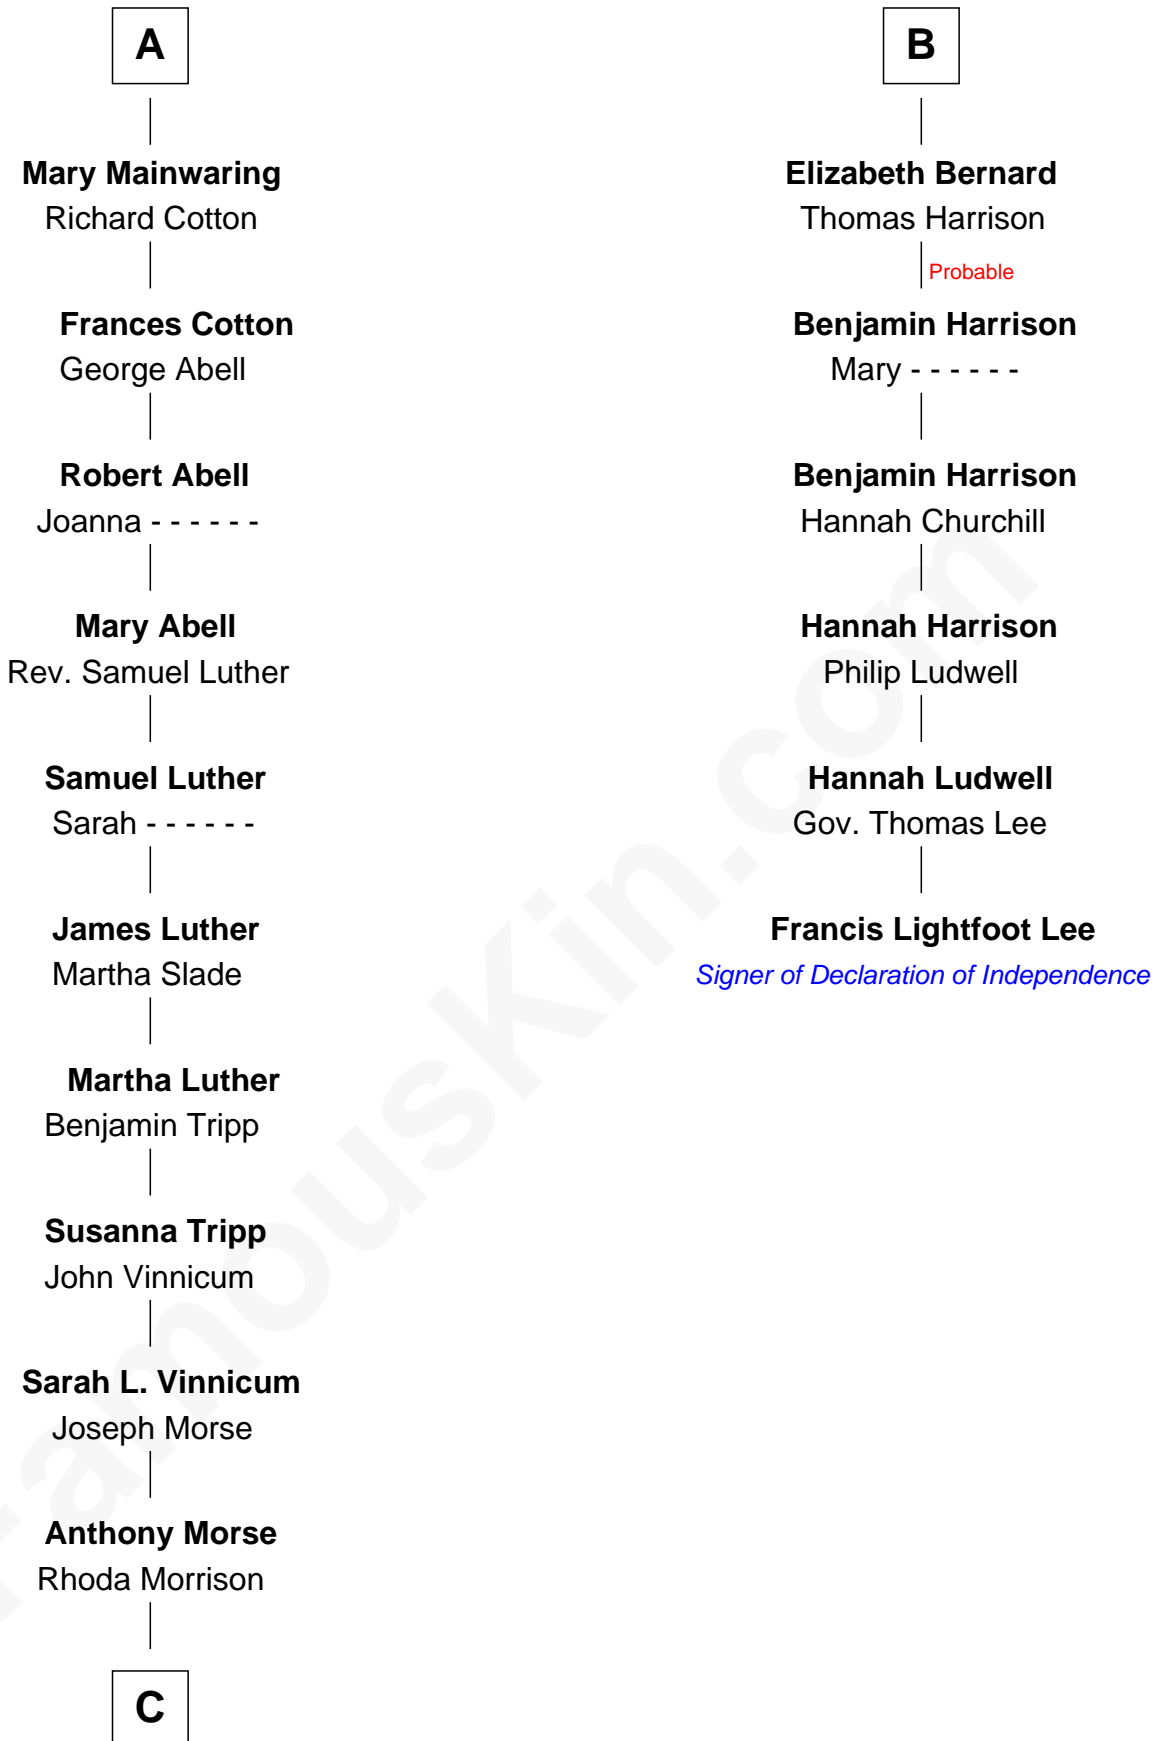 A
Mary Mainwaring
Richard Cotton
Frances Cotton
George Abell
Robert Abell
Joanna - - - - - -
Mary Abell
Rev. Samuel Luther
Samuel Luther
Sarah - - - - - -
James Luther
Martha Slade
Martha Luther
Benjamin Tripp
Susanna Tripp
John Vinnicum
Sarah L. Vinnicum
Joseph Morse
Anthony Morse
Rhoda Morrison
C
B
Elizabeth Bernard
Thomas Harrison
Probable
Benjamin Harrison
Mary - - - - - -
Benjamin Harrison
Hannah Churchill
Hannah Harrison
Philip Ludwell
Hannah Ludwell
Gov. Thomas Lee
Francis Lightfoot Lee
Signer of Declaration of Independence
FamousKin.com